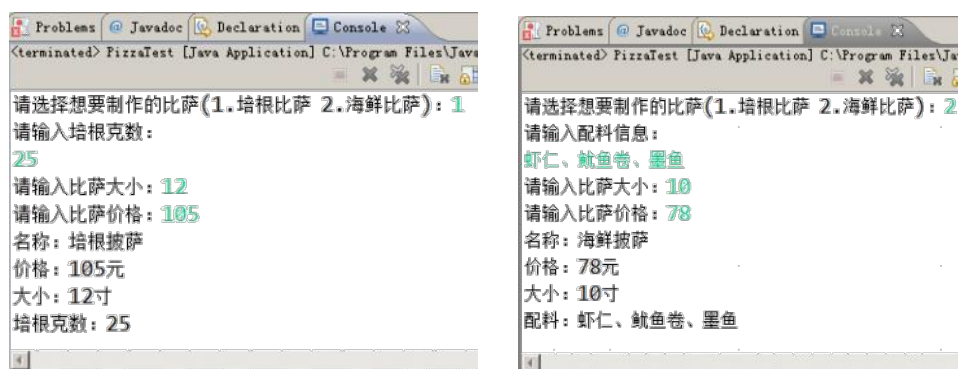 Problems @ Javadoc Declaration Console
<terminated> PizzaTest [Java Application] C:\Program Files\Java
请选择想要制作的比萨(1.培根比萨 2.海鲜比萨)：1
请输入培根克数：
25
请输入比萨大小：12
请输入比萨价格：105
名称：培根披萨
价格：105元
大小：12寸
培根克数：25
Problems @ Javadoc Declaration Console
<terminated> PizzaTest [Java Application] C:\Program Files\Ja
请选择想要制作的比萨(1.培根比萨 2.海鲜比萨)：2
请输入配料信息：
虾仁、鱿鱼卷、墨鱼
请输入比萨大小：10
请输入比萨价格：78
名称：海鲜披萨
价格：78元
大小：10寸
配料：虾仁、鱿鱼卷、墨鱼